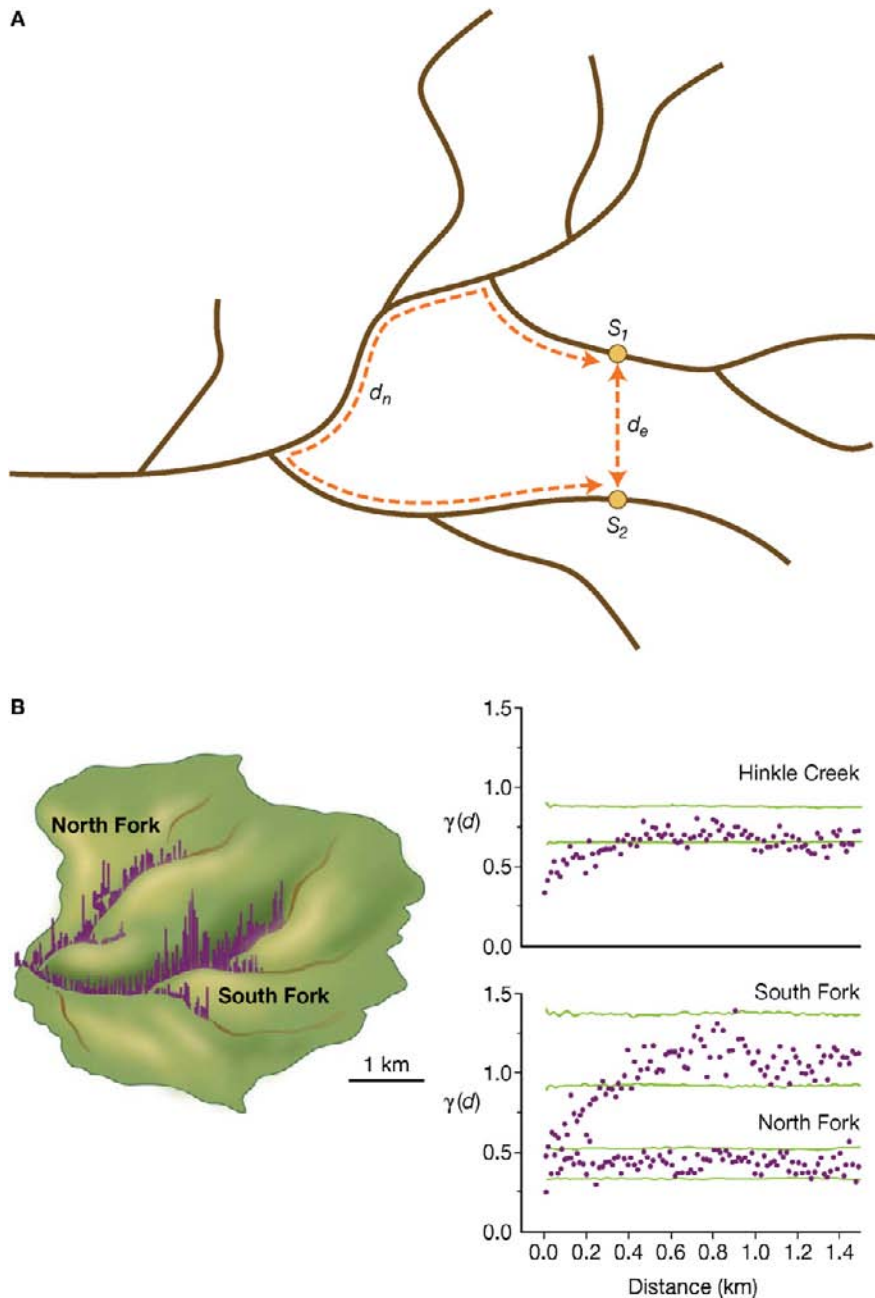 A
S1
dn
de
S2
B
North Fork
South Fork
1 km
1.5
Hinkle Creek
1.0
γ(d)
0.5
0.0
1.5
South Fork
1.0
γ(d)
North Fork
0.5
0.0
0.0 0.2 0.4 0.6 0.8 1.0 1.2 1.4
Distance (km)